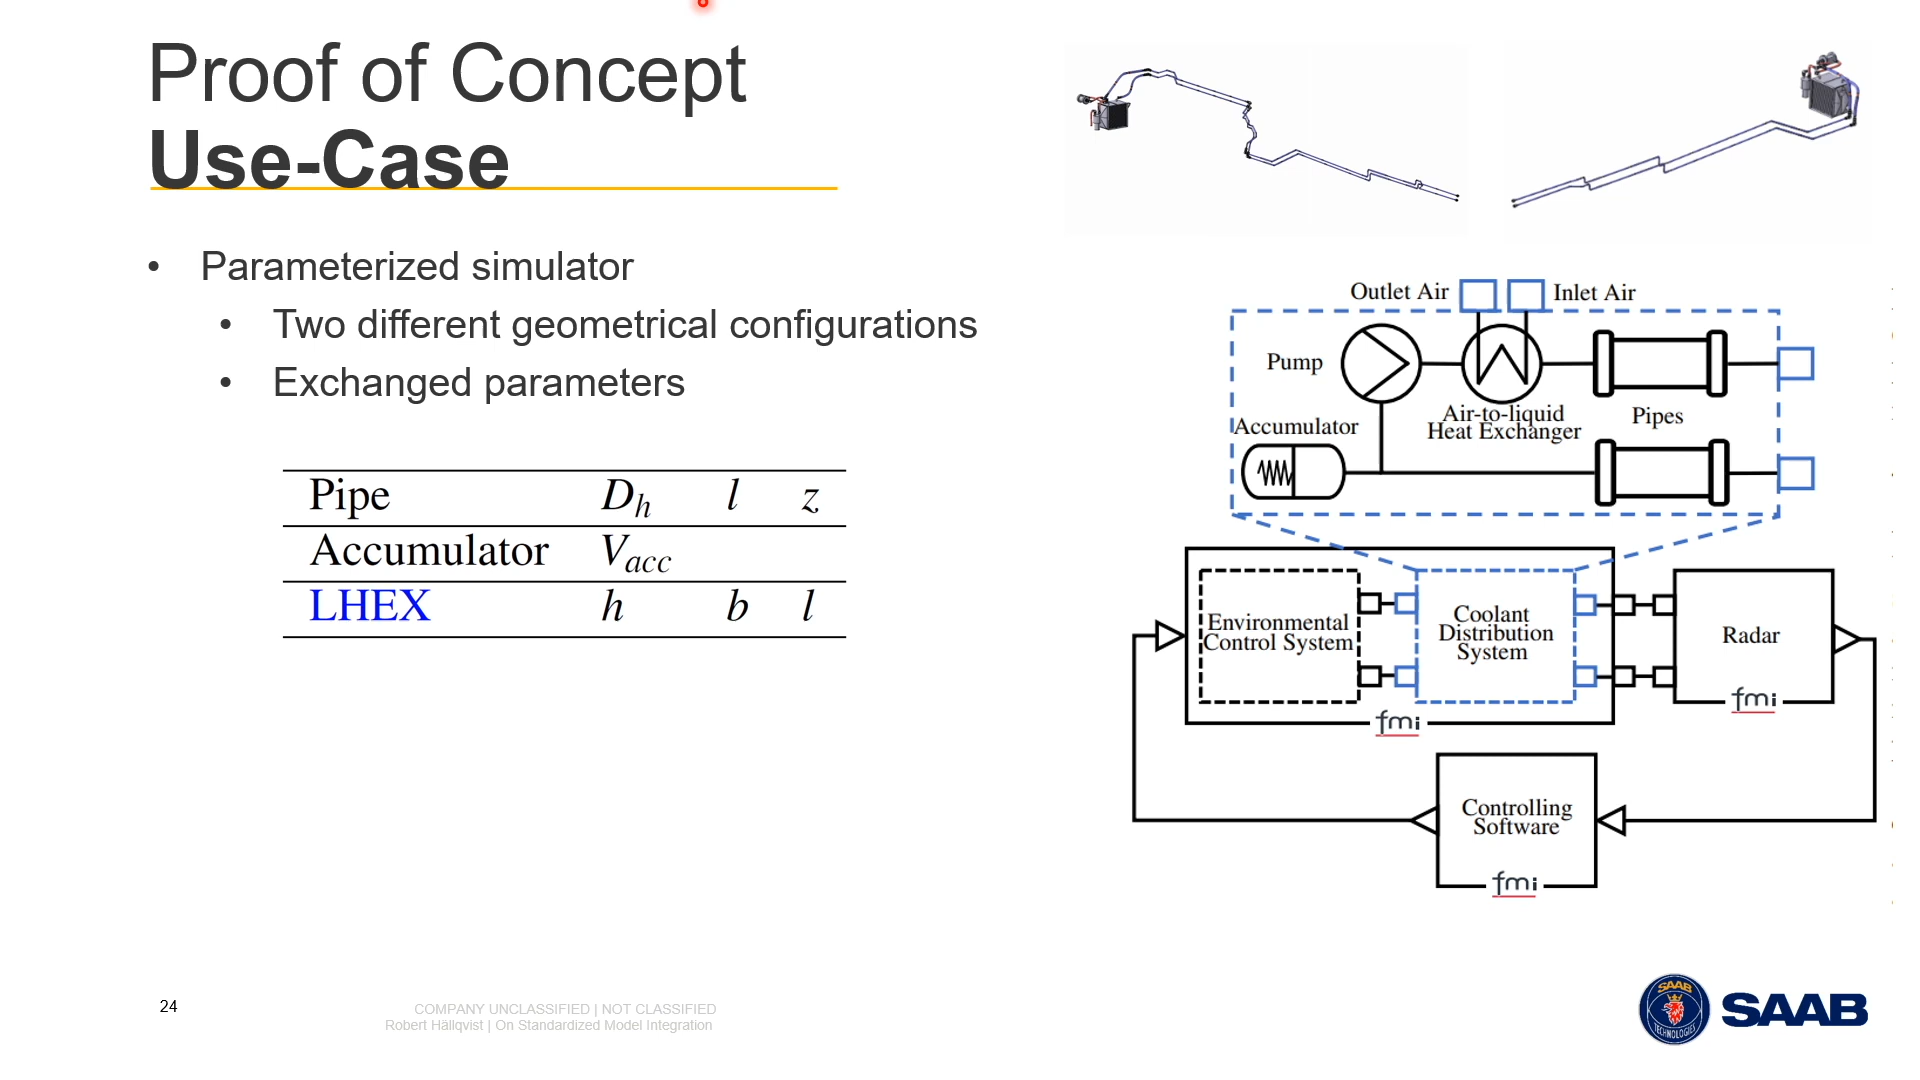 Proof of Concept
Use-Case
• Parameterized simulator
• Two different geometrical configurations
• Exchanged parameters
Pipe D_h l z
Accumulator V_acc
LHEX h b l
Outlet Air Inlet Air
Pump
Accumulator
Air-to-liquid
Heat Exchanger
Pipes
Environmental
Control System
Coolant
Distribution
System
Radar
fmi
fmi
Controlling
Software
fmi
24
COMPANY UNCLASSIFIED | NOT CLASSIFIED
Robert Hällqvist | On Standardized Model Integration
SAAB
TECHNOLOGIES
SAAB